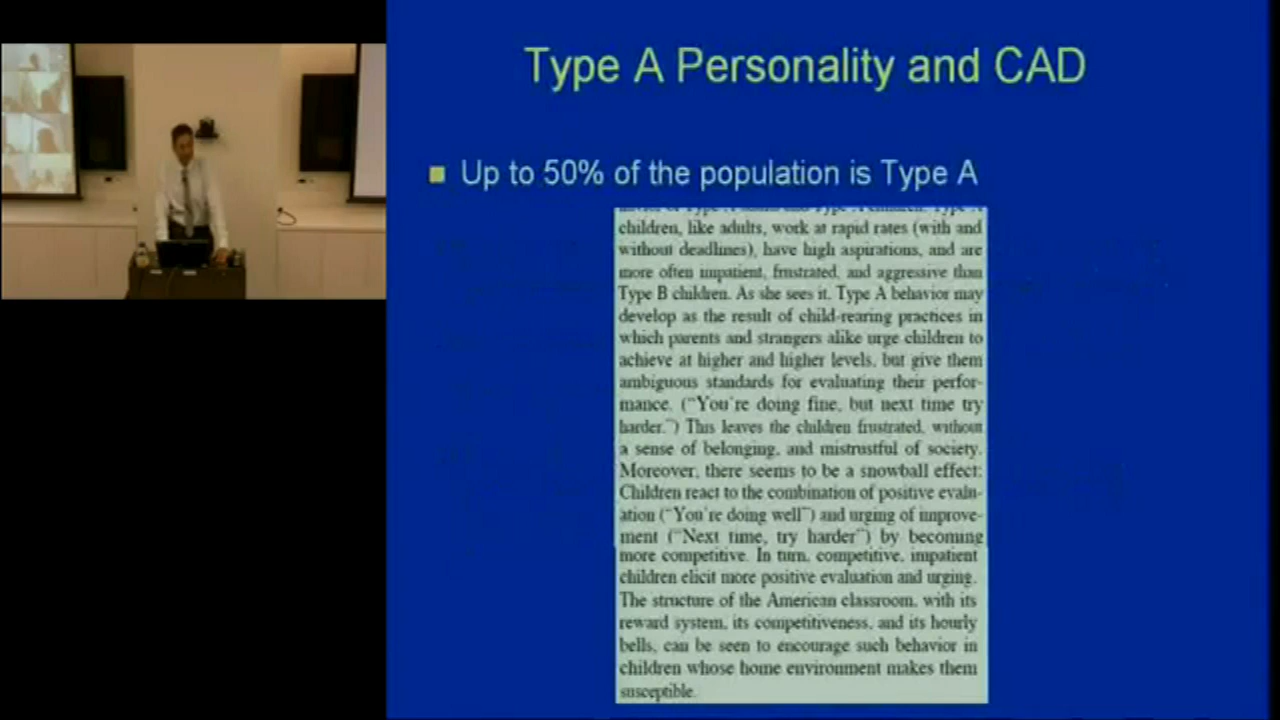 Type A Personality and CAD
Up to 50% of the population is Type A
children, like adults, work at rapid rates (with and
without deadlines), have high aspirations, and are
more often impatient, frustrated, and aggressive than
Type B children. As she sees it, Type A behavior may
develop as the result of child-rearing practices in
which parents and strangers alike urge children to
achieve at higher and higher levels, but give them
ambiguous standards for evaluating their perfor-
mance. ("You're doing fine, but next time try
harder.") This leaves the children frustrated, without
a sense of belonging, and mistrustful of society.
Moreover, there seems to be a snowball effect:
Children react to the combination of positive evalu-
ation ("You're doing well") and urging of improve-
ment ("Next time, try harder") by becoming
more competitive. In turn, competitive, impatient
children elicit more positive evaluation and urging.
The structure of the American classroom, with its
reward system, its competitiveness, and its hourly
bells, can be seen to encourage such behavior in
children whose home environment makes them
susceptible.